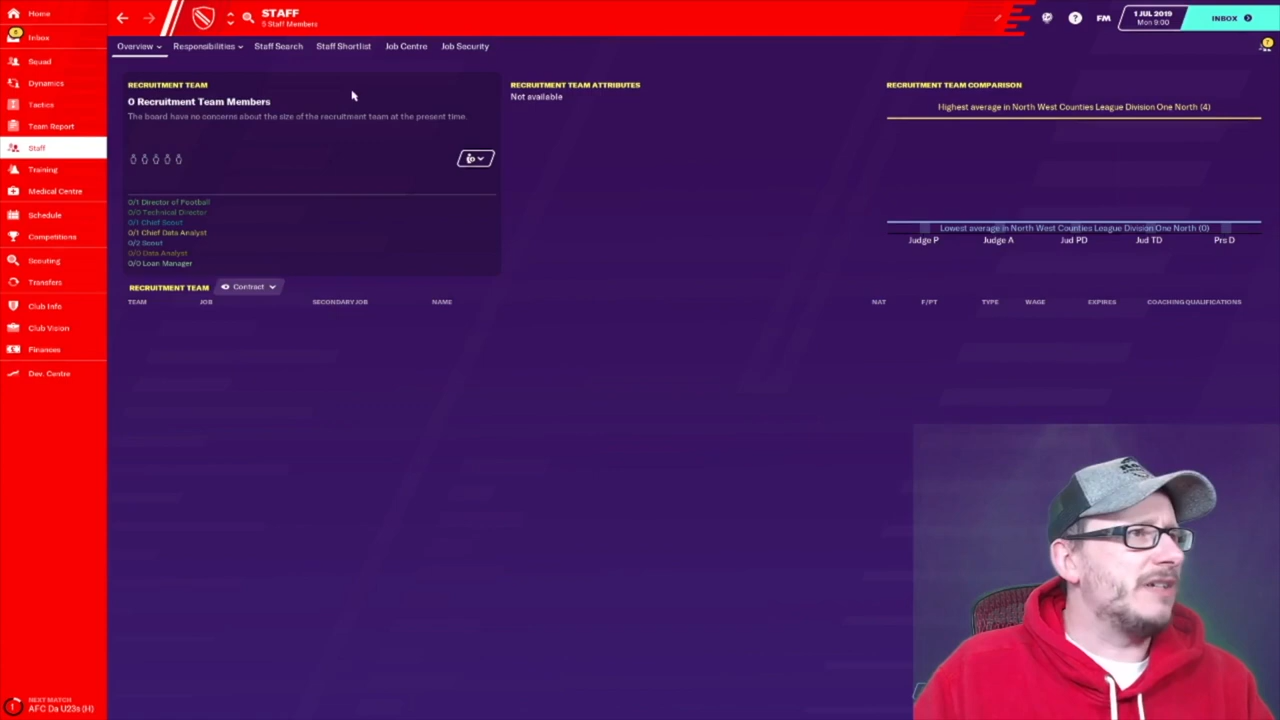 Home
Inbox
Squad
Dynamics
Tactics
Team Report
Staff
Training
Medical Centre
Schedule
Competitions
Scouting
Transfers
Club Info
Club Vision
Finances
Dev. Centre
1
NEXT MATCH
AFC Da U23s (H)
STAFF
5 Staff Members
?
FM
1 JUL 2019
Mon 9:00
INBOX
Overview
Responsibilities
Staff Search
Staff Shortlist
Job Centre
Job Security
RECRUITMENT TEAM
0 Recruitment Team Members
The board have no concerns about the size of the recruitment team at the present time.
0/1 Director of Football
0/0 Technical Director
0/1 Chief Scout
0/1 Chief Data Analyst
0/2 Scout
0/0 Data Analyst
0/0 Loan Manager
RECRUITMENT TEAM ATTRIBUTES
Not available
RECRUITMENT TEAM COMPARISON
Highest average in North West Counties League Division One North (4)
Lowest average in North West Counties League Division One North (0)
Judge P Judge A Jud PD Jud TD Prs D
RECRUITMENT TEAM Contract
TEAM JOB SECONDARY JOB NAME NAT F/PT TYPE WAGE EXPIRES COACHING QUALIFICATIONS